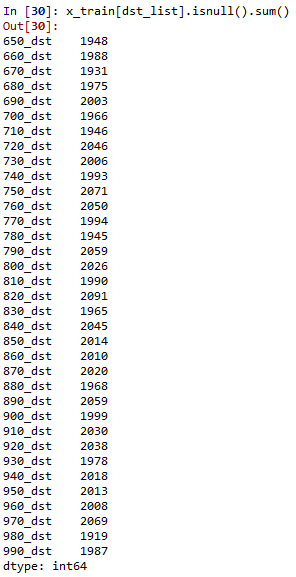 In [30]: x_train[dst_list].isnull().sum()
Out[30]:
650_dst    1948
660_dst    1988
670_dst    1931
680_dst    1975
690_dst    2003
700_dst    1966
710_dst    1946
720_dst    2046
730_dst    2006
740_dst    1993
750_dst    2071
760_dst    2050
770_dst    1994
780_dst    1945
790_dst    2059
800_dst    2026
810_dst    1990
820_dst    2091
830_dst    1965
840_dst    2045
850_dst    2014
860_dst    2010
870_dst    2020
880_dst    1968
890_dst    2059
900_dst    1999
910_dst    2030
920_dst    2038
930_dst    1978
940_dst    2018
950_dst    2013
960_dst    2008
970_dst    2069
980_dst    1919
990_dst    1987
dtype: int64